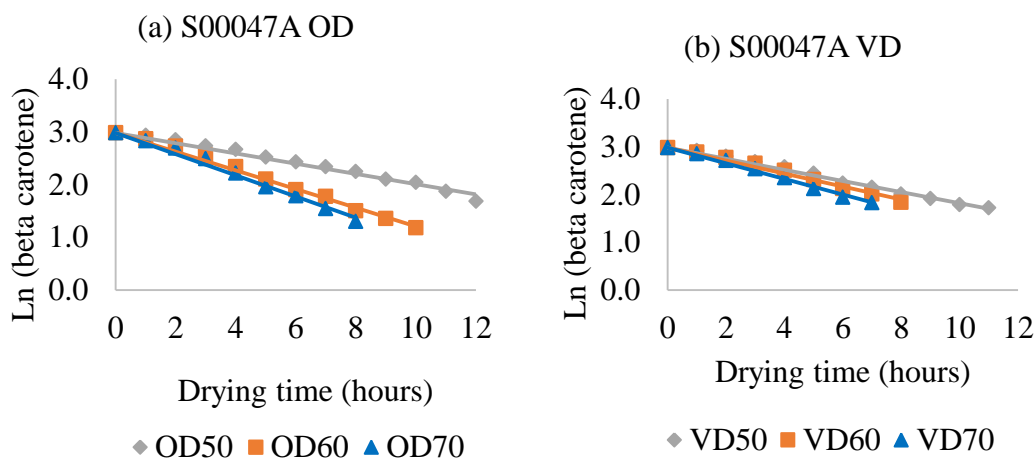 (a) S00047A OD
Ln (beta carotene)
4.0
3.0
2.0
1.0
0.0
0 2 4 6 8 10 12
Drying time (hours)
OD50 OD60 OD70
(b) S00047A VD
Ln (beta carotene)
4.0
3.0
2.0
1.0
0.0
0 2 4 6 8 10 12
Drying time (hours)
VD50 VD60 VD70